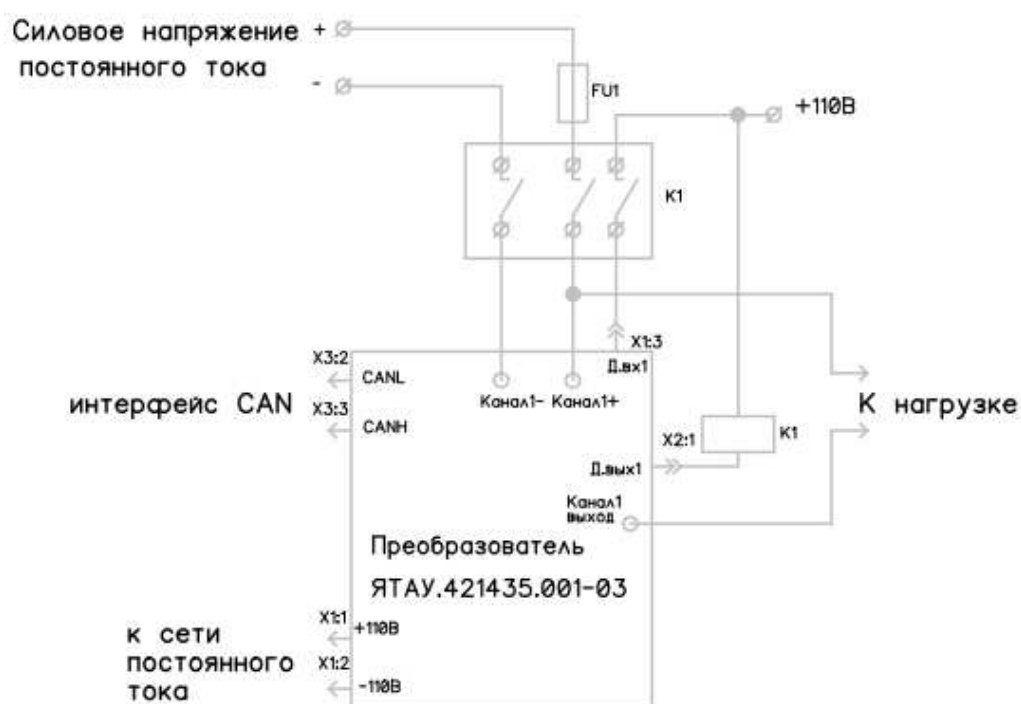 Силовое напряжение +
постоянного тока
-
FU1
+110В
K1
X1:3
Д.вх1
X3:2
CANL
Канал1- Канал1+
интерфейс CAN
X3:3
CANH
К нагрузке
X2:1
K1
Д.вых1
Канал1
выход
Преобразователь
ЯТАУ.421435.001-03
X1:1
+110В
к сети
постоянного
тока
X1:2
-110В